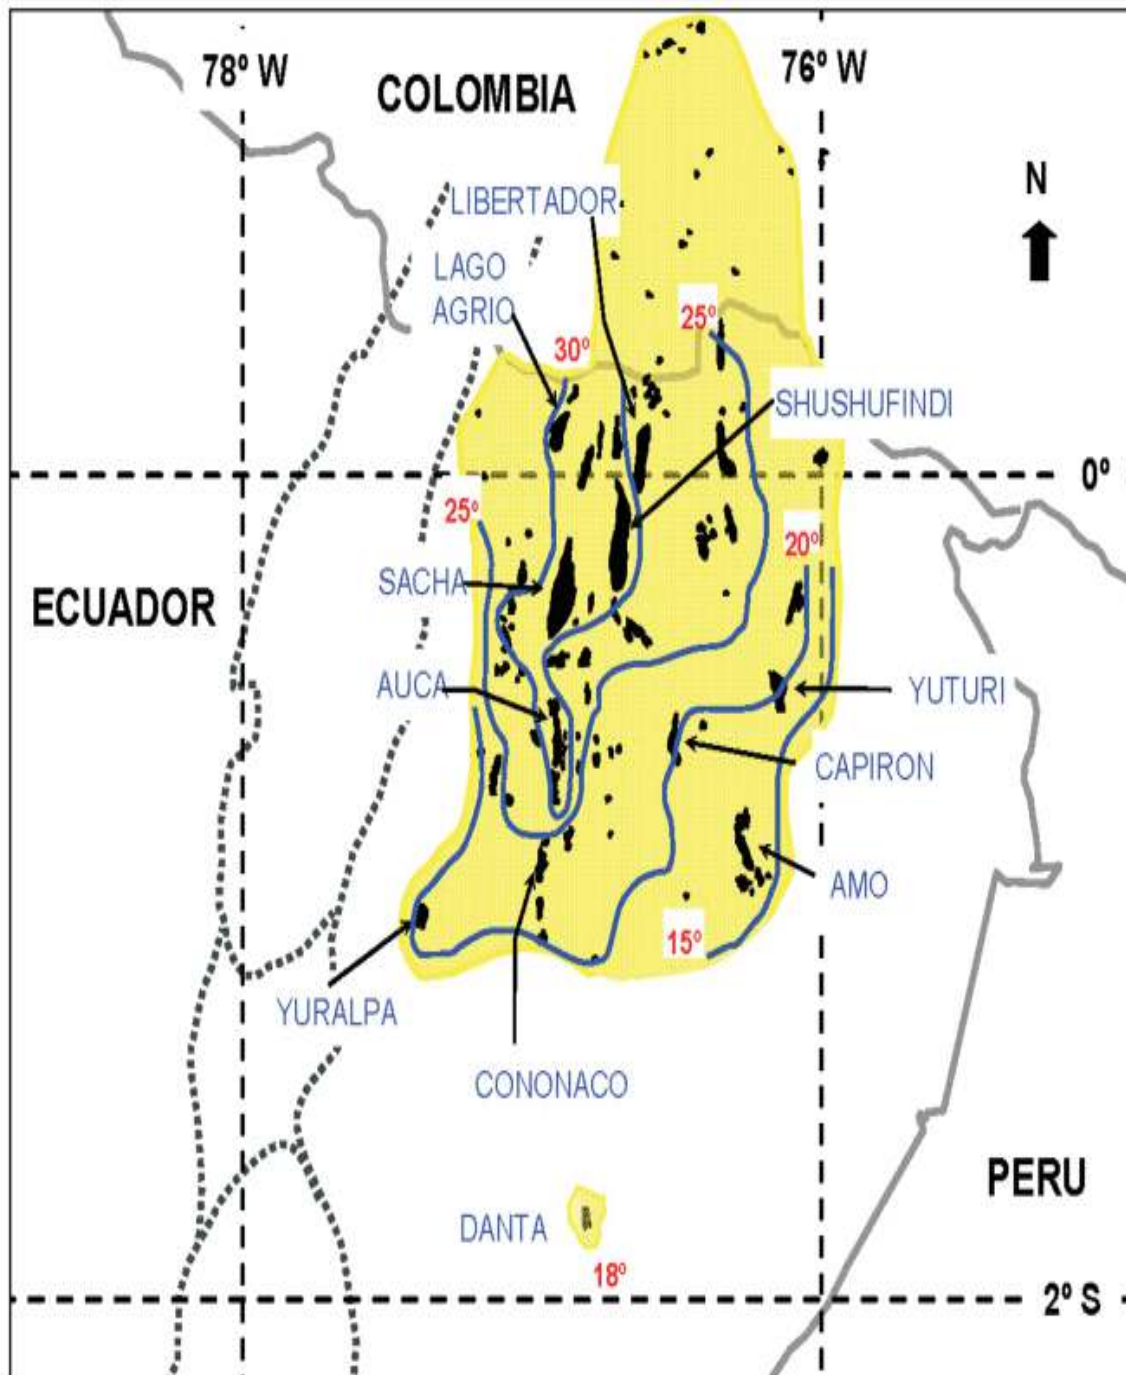 78º W
76º W
COLOMBIA
N
LIBERTADOR
LAGO
AGRIO
25º
30º
SHUSHUFINDI
0º
25º
20º
SACHA
ECUADOR
AUCA
YUTURI
CAPIRON
AMO
15º
YURALPA
CONONACO
PERU
DANTA
18º
2º S